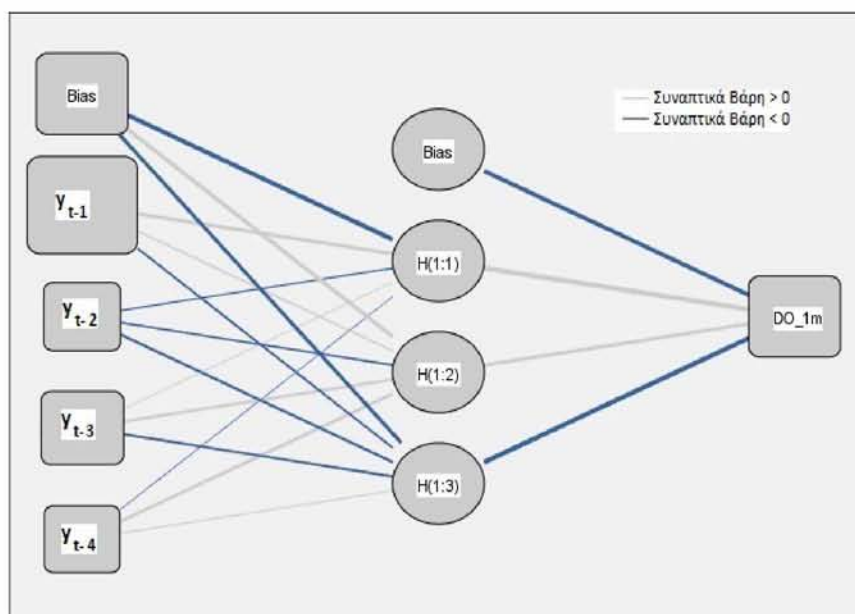 Bias
y t-1
y t-2
y t-3
y t-4
Bias
H(1:1)
H(1:2)
H(1:3)
Συναπτικά Βάρη > 0
Συναπτικά Βάρη < 0
DO_1m